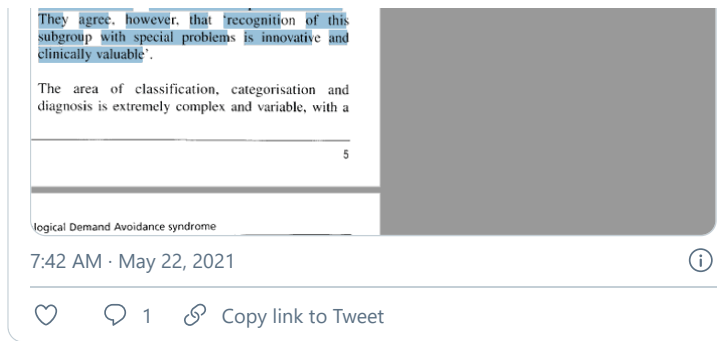 They agree, however, that ‘recognition of this
subgroup with special problems is innovative and
clinically valuable’.
The area of classification, categorisation and
diagnosis is extremely complex and variable, with a
5
logical Demand Avoidance syndrome
7:42 AM · May 22, 2021
1
Copy link to Tweet